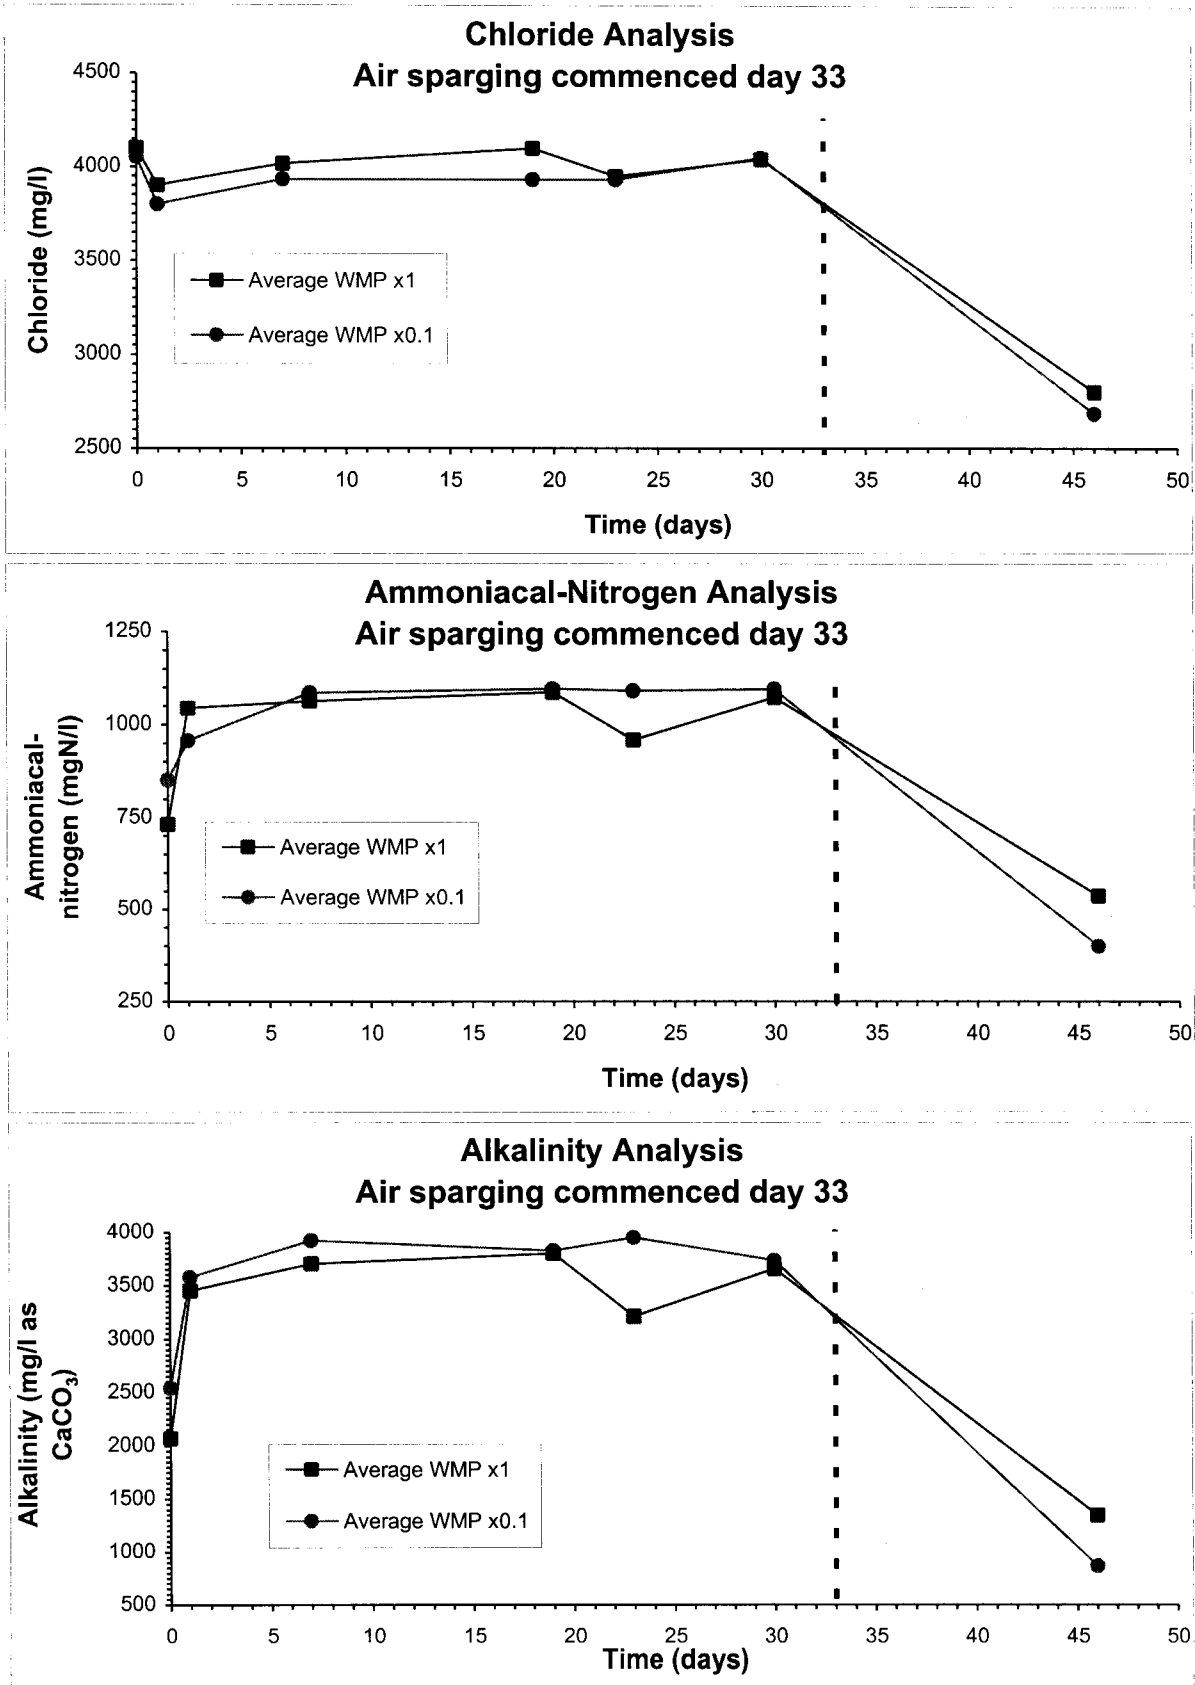 Chloride Analysis
Air sparging commenced day 33
4500
4000
3500
3000
2500
Chloride (mg/l)
Average WMP x1
Average WMP x0.1
0 5 10 15 20 25 30 35 40 45 50
Time (days)
Ammoniacal-Nitrogen Analysis
Air sparging commenced day 33
1250
1000
750
500
250
Ammoniacal-
nitrogen (mgN/l)
Average WMP x1
Average WMP x0.1
0 5 10 15 20 25 30 35 40 45 50
Time (days)
Alkalinity Analysis
Air sparging commenced day 33
4000
3500
3000
2500
2000
1500
1000
500
Alkalinity (mg/l as
CaCO₃)
Average WMP x1
Average WMP x0.1
0 5 10 15 20 25 30 35 40 45 50
Time (days)